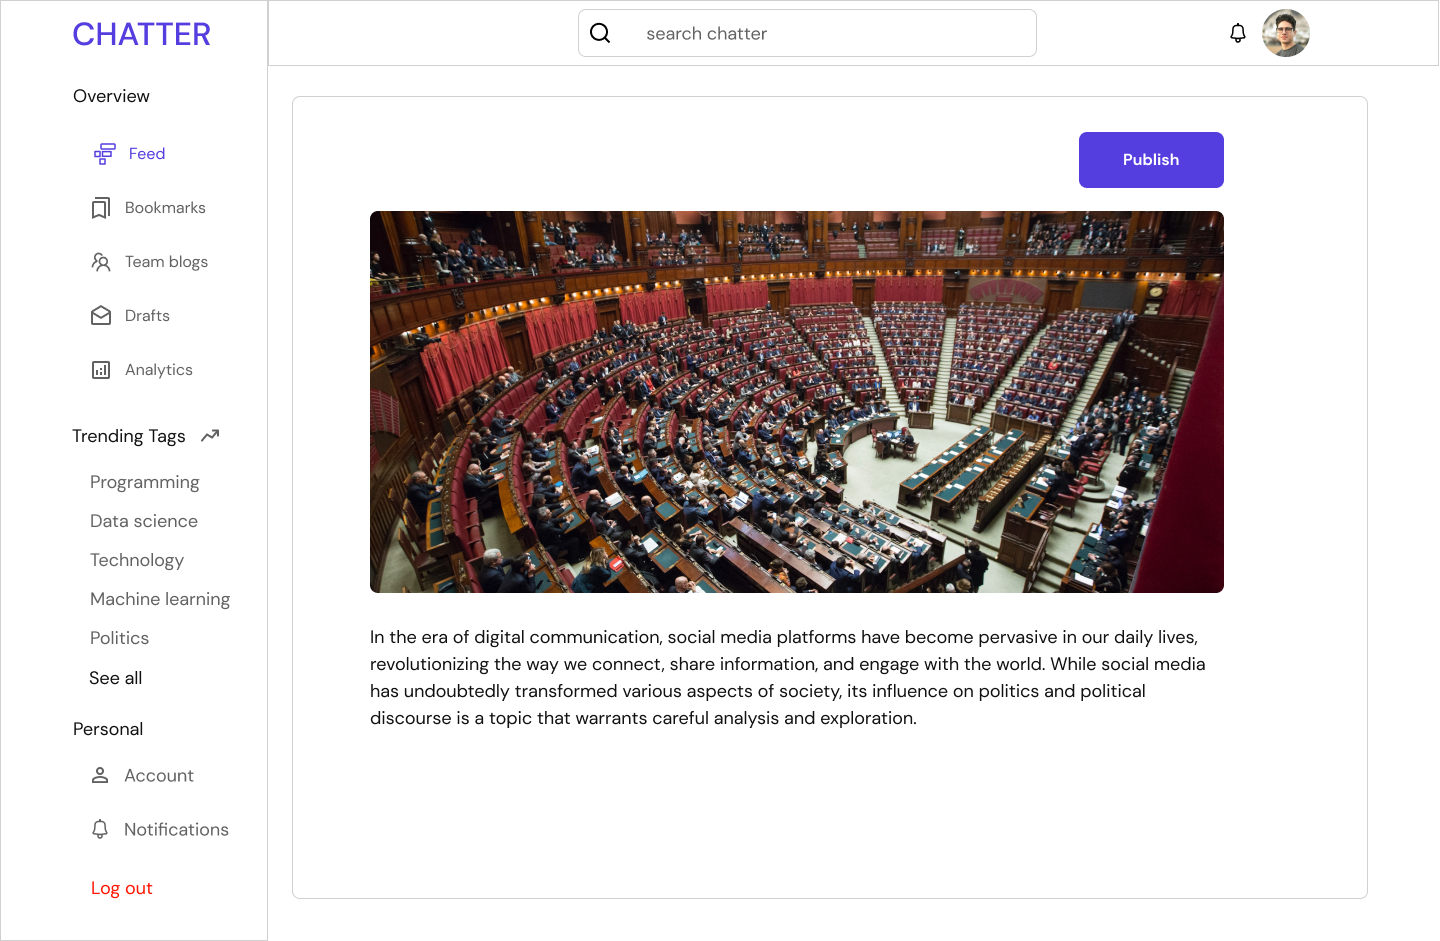 CHATTER
search chatter
Overview
Feed
Bookmarks
Team blogs
Drafts
Analytics
Trending Tags
Programming
Data science
Technology
Machine learning
Politics
See all
Personal
Account
Notifications
Log out
Publish
In the era of digital communication, social media platforms have become pervasive in our daily lives,
revolutionizing the way we connect, share information, and engage with the world. While social media
has undoubtedly transformed various aspects of society, its influence on politics and political
discourse is a topic that warrants careful analysis and exploration.